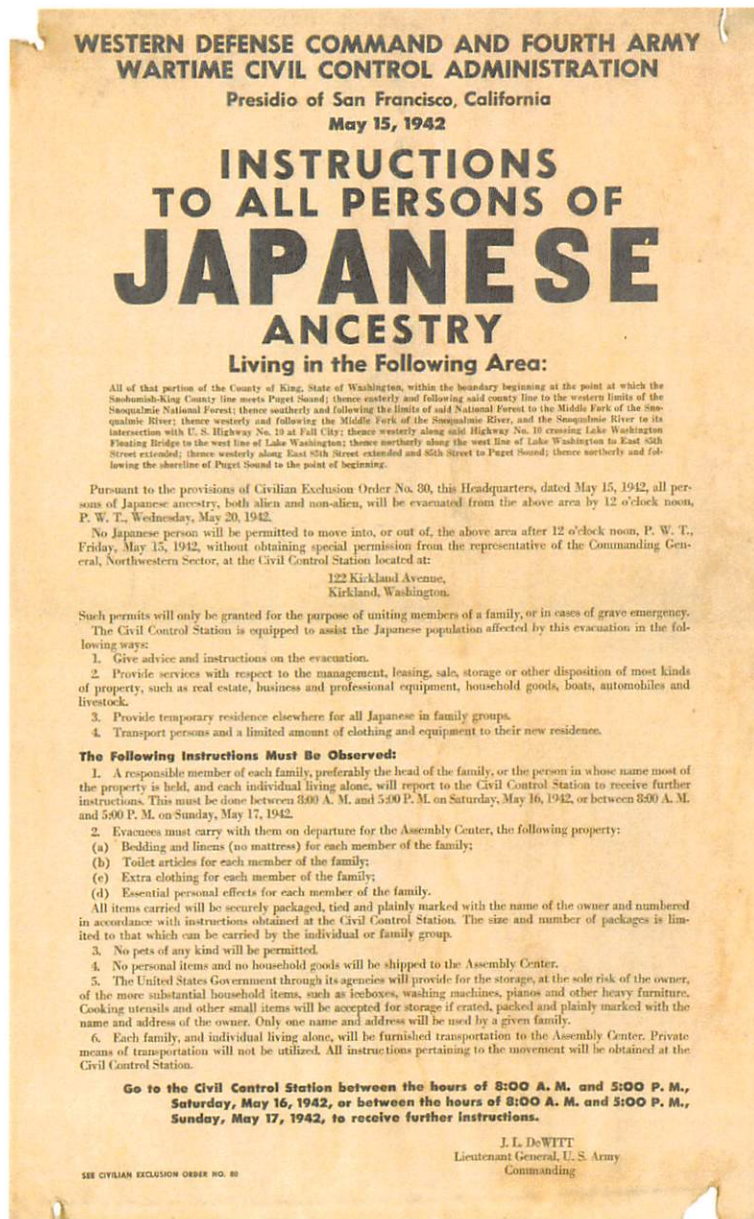 WESTERN DEFENSE COMMAND AND FOURTH ARMY
WARTIME CIVIL CONTROL ADMINISTRATION
Presidio of San Francisco, California
May 15, 1942
INSTRUCTIONS
TO ALL PERSONS OF
JAPANESE
ANCESTRY
Living in the Following Area:
All of that portion of the County of King, State of Washington, within the boundary beginning at the point at which the
Snohomish-King County line meets Puget Sound; thence easterly and following said county line to the western limits of the
Snoqualmie National Forest; thence southerly and following the limits of said National Forest to the Middle Fork of the Sno-
qualmie River; thence westerly and following the Middle Fork of the Snoqualmie River, and the Snoqualmie River to its
intersection with U. S. Highway No. 10 at Fall City; thence westerly along said Highway No. 10 crossing Lake Washington
Floating Bridge to the west line of Lake Washington; thence northerly along the west line of Lake Washington to East 85th
Street extended; thence westerly along East 85th Street extended and 85th Street to Puget Sound; thence northerly and fol-
lowing the shoreline of Puget Sound to the point of beginning.
Pursuant to the provisions of Civilian Exclusion Order No. 80, this Headquarters, dated May 15, 1942, all per-
sons of Japanese ancestry, both alien and non-alien, will be evacuated from the above area by 12 o'clock noon,
P. W. T., Wednesday, May 20, 1942.
No Japanese person will be permitted to move into, or out of, the above area after 12 o'clock noon, P. W. T.,
Friday, May 15, 1942, without obtaining special permission from the representative of the Commanding Gen-
eral, Northwestern Sector, at the Civil Control Station located at:
122 Kirkland Avenue,
Kirkland, Washington.
Such permits will only be granted for the purpose of uniting members of a family, or in cases of grave emergency.
The Civil Control Station is equipped to assist the Japanese population affected by this evacuation in the fol-
lowing ways:
1. Give advice and instructions on the evacuation.
2. Provide services with respect to the management, leasing, sale, storage or other disposition of most kinds
of property, such as real estate, business and professional equipment, household goods, boats, automobiles and
livestock.
3. Provide temporary residence elsewhere for all Japanese in family groups.
4. Transport persons and a limited amount of clothing and equipment to their new residence.
The Following Instructions Must Be Observed:
1. A responsible member of each family, preferably the head of the family, or the person in whose name most of
the property is held, and each individual living alone, will report to the Civil Control Station to receive further
instructions. This must be done between 8:00 A. M. and 5:00 P. M. on Saturday, May 16, 1942, or between 8:00 A. M.
and 5:00 P. M. on Sunday, May 17, 1942.
2. Evacuees must carry with them on departure for the Assembly Center, the following property:
(a) Bedding and linens (no mattress) for each member of the family;
(b) Toilet articles for each member of the family;
(c) Extra clothing for each member of the family;
(d) Essential personal effects for each member of the family.
All items carried will be securely packaged, tied and plainly marked with the name of the owner and numbered
in accordance with instructions obtained at the Civil Control Station. The size and number of packages is lim-
ited to that which can be carried by the individual or family group.
3. No pets of any kind will be permitted.
4. No personal items and no household goods will be shipped to the Assembly Center.
5. The United States Government through its agencies will provide for the storage, at the sole risk of the owner,
of the more substantial household items, such as iceboxes, washing machines, pianos and other heavy furniture.
Cooking utensils and other small items will be accepted for storage if crated, packed and plainly marked with the
name and address of the owner. Only one name and address will be used by a given family.
6. Each family, and individual living alone, will be furnished transportation to the Assembly Center. Private
means of transportation will not be utilized. All instructions pertaining to the movement will be obtained at the
Civil Control Station.
Go to the Civil Control Station between the hours of 8:00 A. M. and 5:00 P. M.,
Saturday, May 16, 1942, or between the hours of 8:00 A. M. and 5:00 P. M.,
Sunday, May 17, 1942, to receive further instructions.
J. L. DeWITT
Lieutenant General, U. S. Army
Commanding
SEE CIVILIAN EXCLUSION ORDER NO. 80